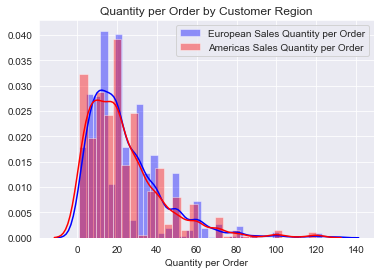 Quantity per Order by Customer Region
European Sales Quantity per Order
Americas Sales Quantity per Order
0.040
0.035
0.030
0.025
0.020
0.015
0.010
0.005
0.000
0 20 40 60 80 100 120 140
Quantity per Order